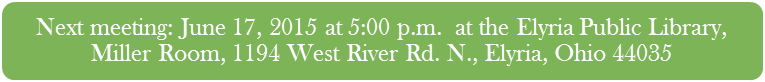 Next meeting: June 17, 2015 at 5:00 p.m.  at the Elyria Public Library,
Miller Room, 1194 West River Rd. N., Elyria, Ohio 44035